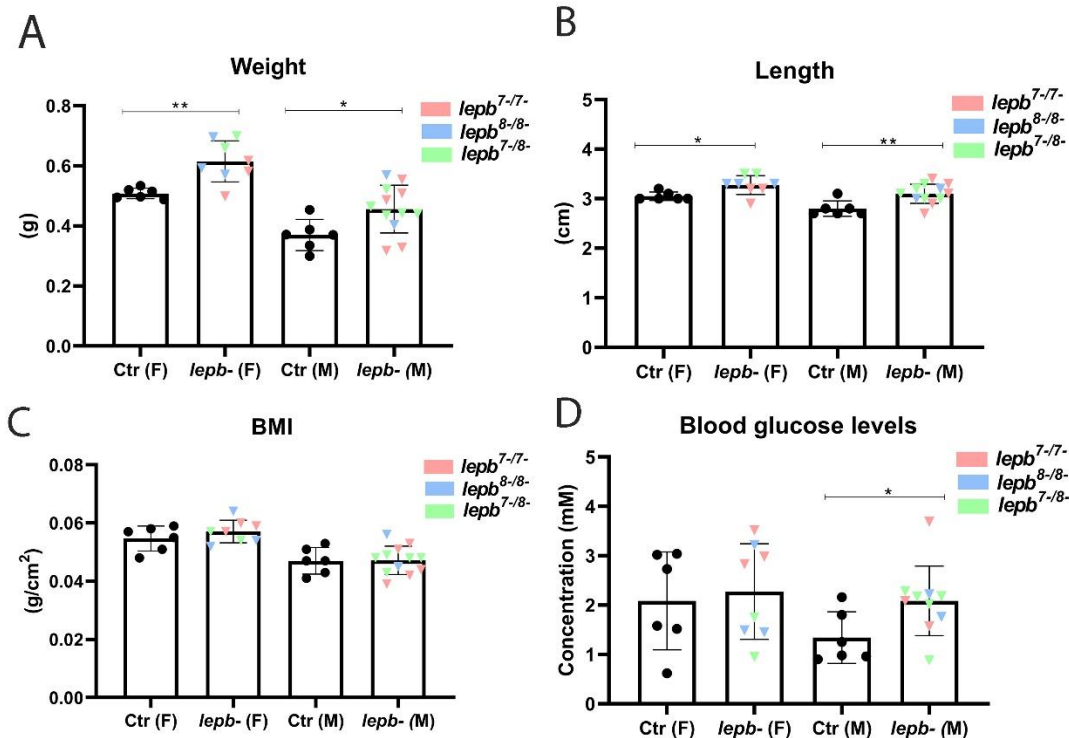 A
Weight
lepb7-/7-
lepb8-/8-
lepb7-/8-
**
*
0.8
0.6
0.4
0.2
0.0
(g)
Ctr (F)
lepb- (F)
Ctr (M)
lepb- (M)
B
Length
lepb7-/7-
lepb8-/8-
lepb7-/8-
*
**
5
4
3
2
1
0
(cm)
Ctr (F)
lepb- (F)
Ctr (M)
lepb- (M)
C
BMI
lepb7-/7-
lepb8-/8-
lepb7-/8-
0.08
0.06
0.04
0.02
0.00
(g/cm2)
Ctr (F)
lepb- (F)
Ctr (M)
lepb- (M)
D
Blood glucose levels
lepb7-/7-
lepb8-/8-
lepb7-/8-
*
5
4
3
2
1
0
Concentration (mM)
Ctr (F)
lepb- (F)
Ctr (M)
lepb- (M)